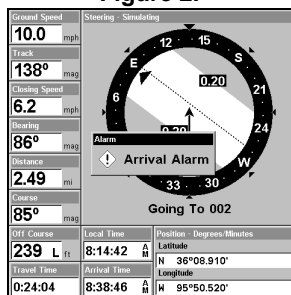 Ground Speed
10.0 mph
Track
138° mag
Closing Speed
6.2 mph
Bearing
86° mag
Distance
2.49 mi
Course
85° mag
Off Course
239 L ft
Travel Time
0:24:04
Steering - Simulating
12 15
E S
0.20
6 21
24
0.20
W
33 30
Alarm
Arrival Alarm
Going To 002
Local Time
8:14:42 AM
Arrival Time
8:38:46 AM
Position - Degrees/Minutes
Latitude
N 36°08.910'
Longitude
W 95°50.520'